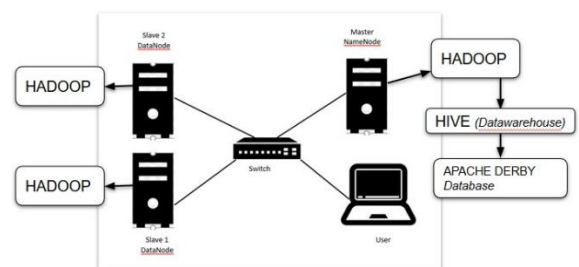 Slave 2
DataNode
Master
NameNode
HADOOP
HADOOP
HIVE (Datawarehouse)
APACHE DERBY
Database
Switch
HADOOP
Slave 1
DataNode
User